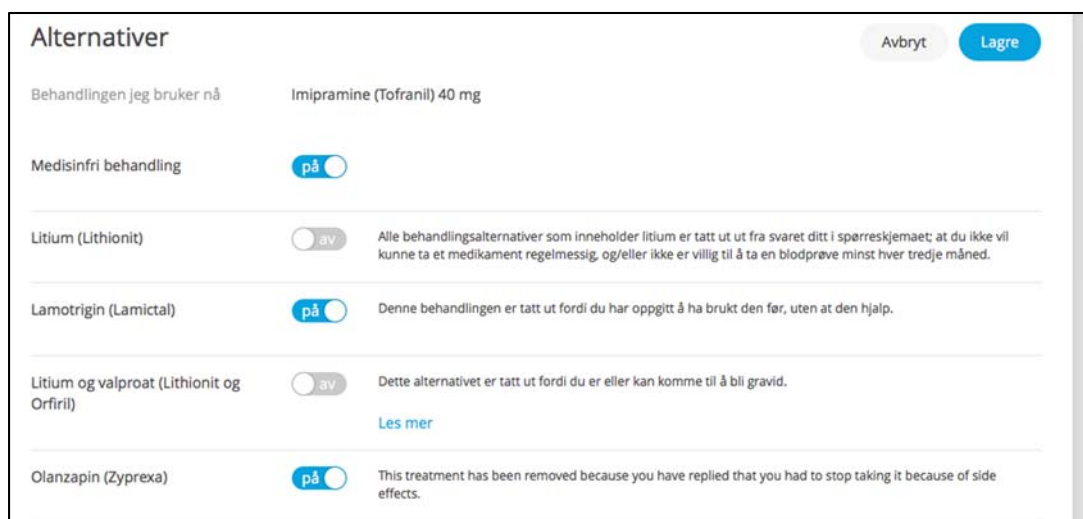 Alternativer
Avbryt
Lagre
Behandlingen jeg bruker nå
Imipramine (Tofranil) 40 mg
Medisinfri behandling
på
Litium (Lithionit)
av
Alle behandlingsalternativer som inneholder litium er tatt ut ut fra svaret ditt i spørreskjemaet; at du ikke vil
kunne ta et medikament regelmessig, og/eller ikke er villig til å ta en blodprøve minst hver tredje måned.
Lamotrigin (Lamictal)
på
Denne behandlingen er tatt ut fordi du har oppgitt å ha brukt den før, uten at den hjalp.
Litium og valproat (Lithionit og
Orfiril)
av
Dette alternativet er tatt ut fordi du er eller kan komme til å bli gravid.
Les mer
Olanzapin (Zyprexa)
på
This treatment has been removed because you have replied that you had to stop taking it because of side
effects.